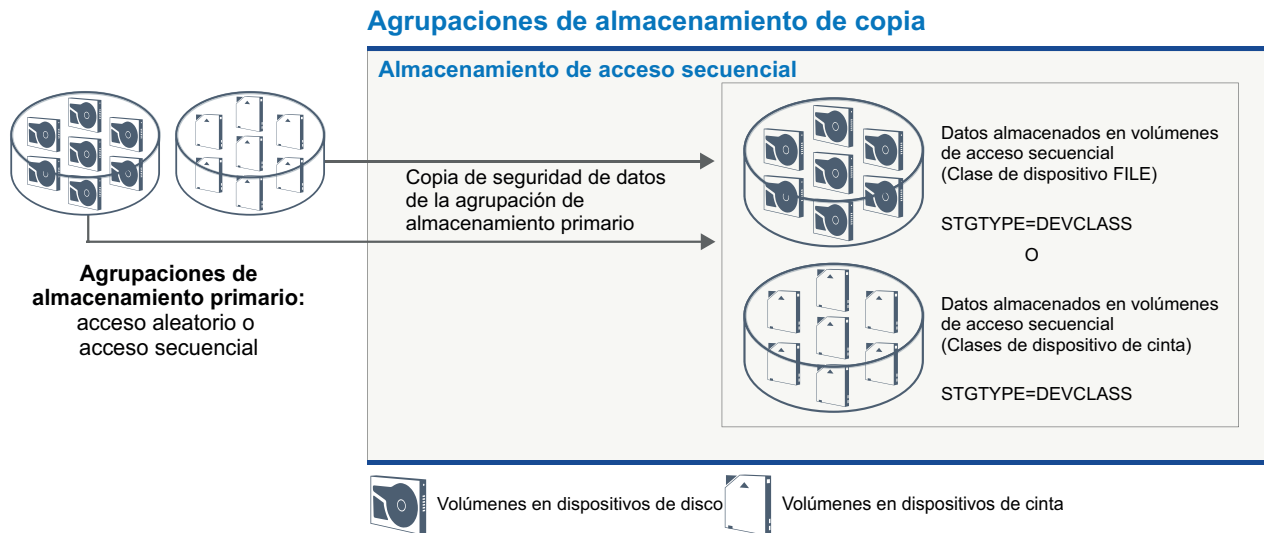 Agrupaciones de almacenamiento de copia
Almacenamiento de acceso secuencial
Agrupaciones de
almacenamiento primario:
acceso aleatorio o
acceso secuencial
Copia de seguridad de datos
de la agrupación de
almacenamiento primario
Datos almacenados en volúmenes
de acceso secuencial
(Clase de dispositivo FILE)
STGTYPE=DEVCLASS
O
Datos almacenados en volúmenes
de acceso secuencial
(Clases de dispositivo de cinta)
STGTYPE=DEVCLASS
Volúmenes en dispositivos de disco
Volúmenes en dispositivos de cinta